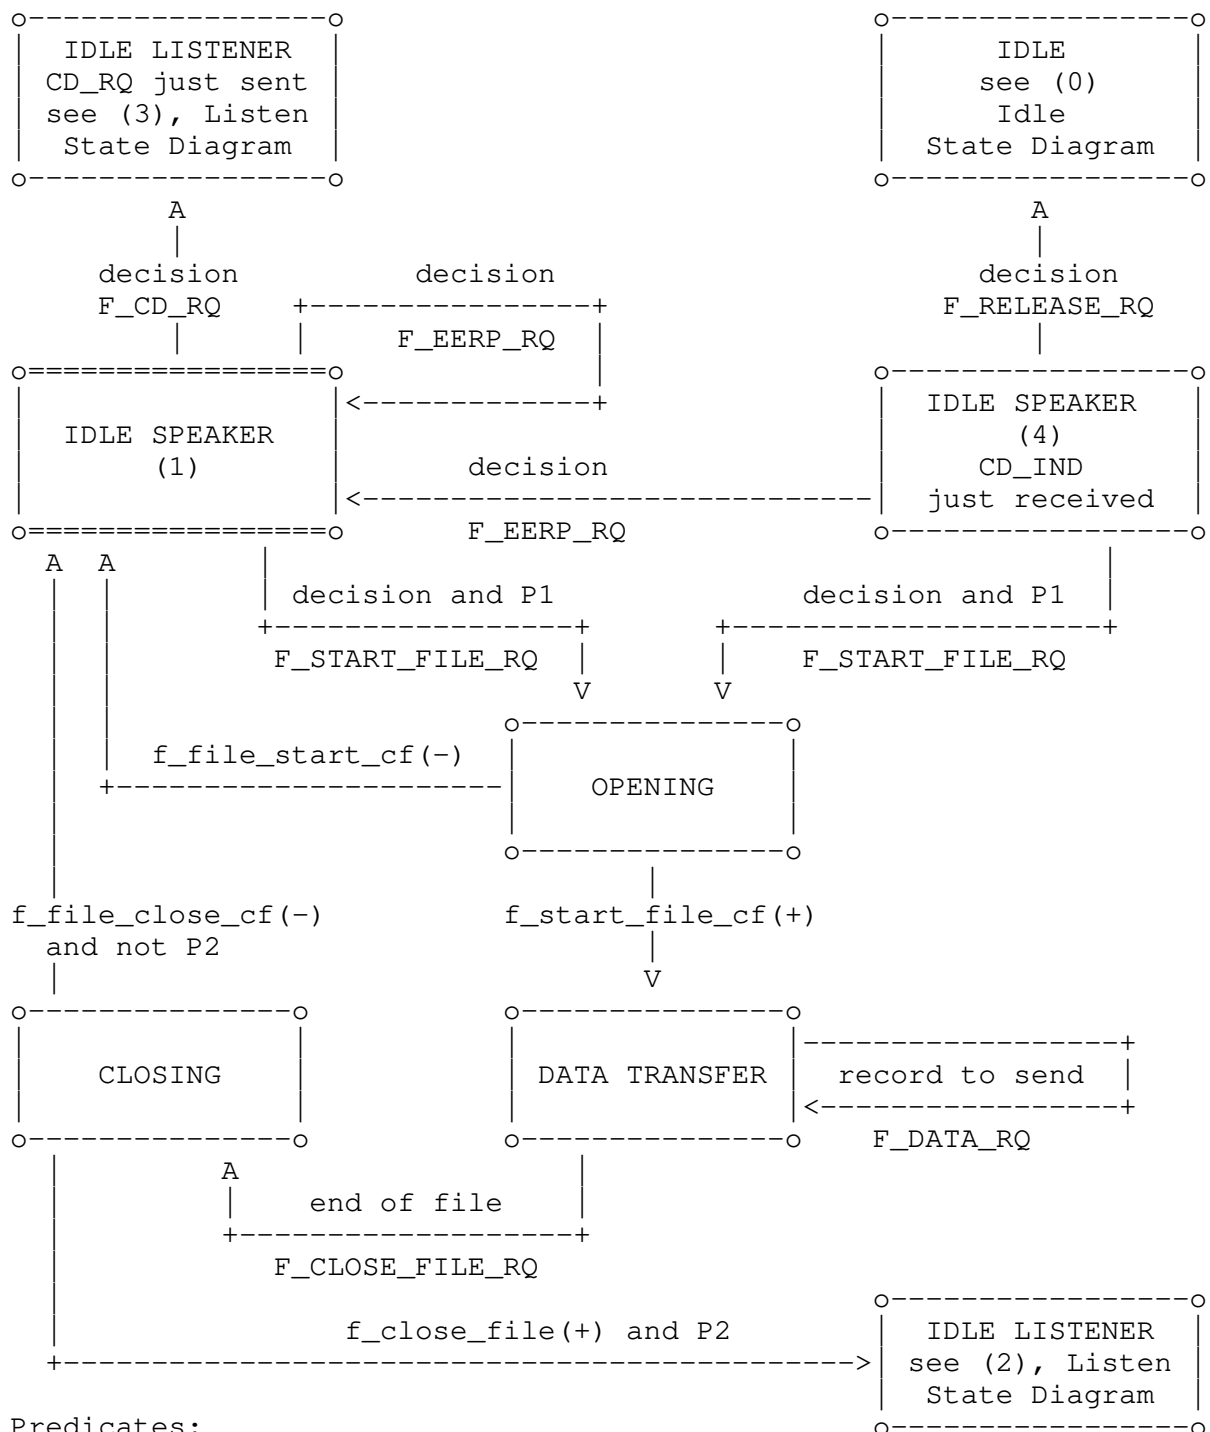 IDLE LISTENER
CD_RQ just sent
see (3), Listen
State Diagram
IDLE
see (0)
Idle
State Diagram
A
A
decision
F_CD_RQ
decision
F_EERP_RQ
decision
F_RELEASE_RQ
IDLE SPEAKER
(1)
decision
F_EERP_RQ
IDLE SPEAKER
(4)
CD_IND
just received
A A
decision and P1
F_START_FILE_RQ
V
decision and P1
F_START_FILE_RQ
V
f_file_start_cf(-)
OPENING
f_file_close_cf(-)
and not P2
f_start_file_cf(+)
V
CLOSING
DATA TRANSFER
record to send
F_DATA_RQ
A
end of file
F_CLOSE_FILE_RQ
f_close_file(+) and P2
IDLE LISTENER
see (2), Listen
State Diagram
Predicates: